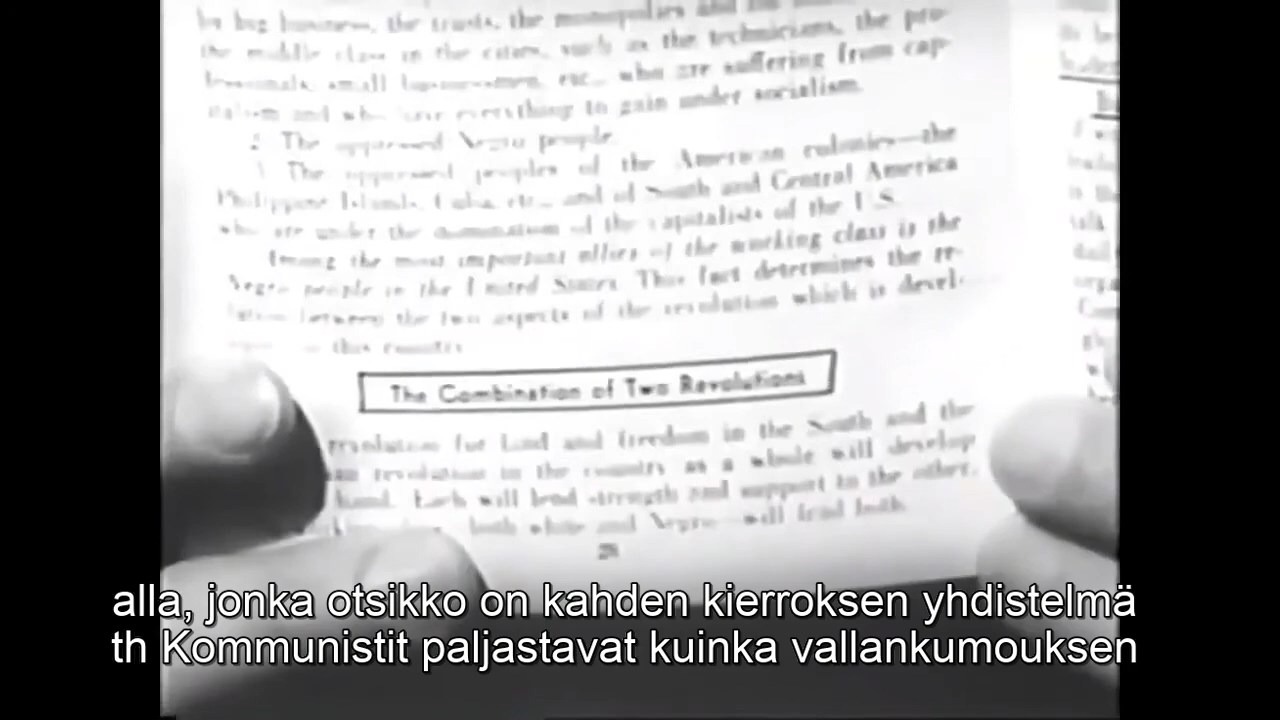 by big business, the trusts, the monopolies and
the middle class in the cities, such as the technicians, the pro-
fessionals, small businessmen, etc., who are suffering from cap-
italism and who have everything to gain under socialism.
2. The oppressed Negro people.
3. The oppressed peoples of the American colonies—the
Philippine Islands, Cuba, etc., and of South and Central America
who are under the domination of the capitalists of the U.S.
Among the most important allies of the working class is the
Negro people in the United States. This fact determines the re-
lation between the two aspects of the revolution which is devel-
this country
The Combination of Two Revolutions
revolution for land and freedom in the South and the
revolution in the country as a whole will develop
hand. Each will lend strength and support to the other.
both white and Negro—will lead both
28
alla, jonka otsikko on kahden kierroksen yhdistelmä
th Kommunistit paljastavat kuinka vallankumouksen